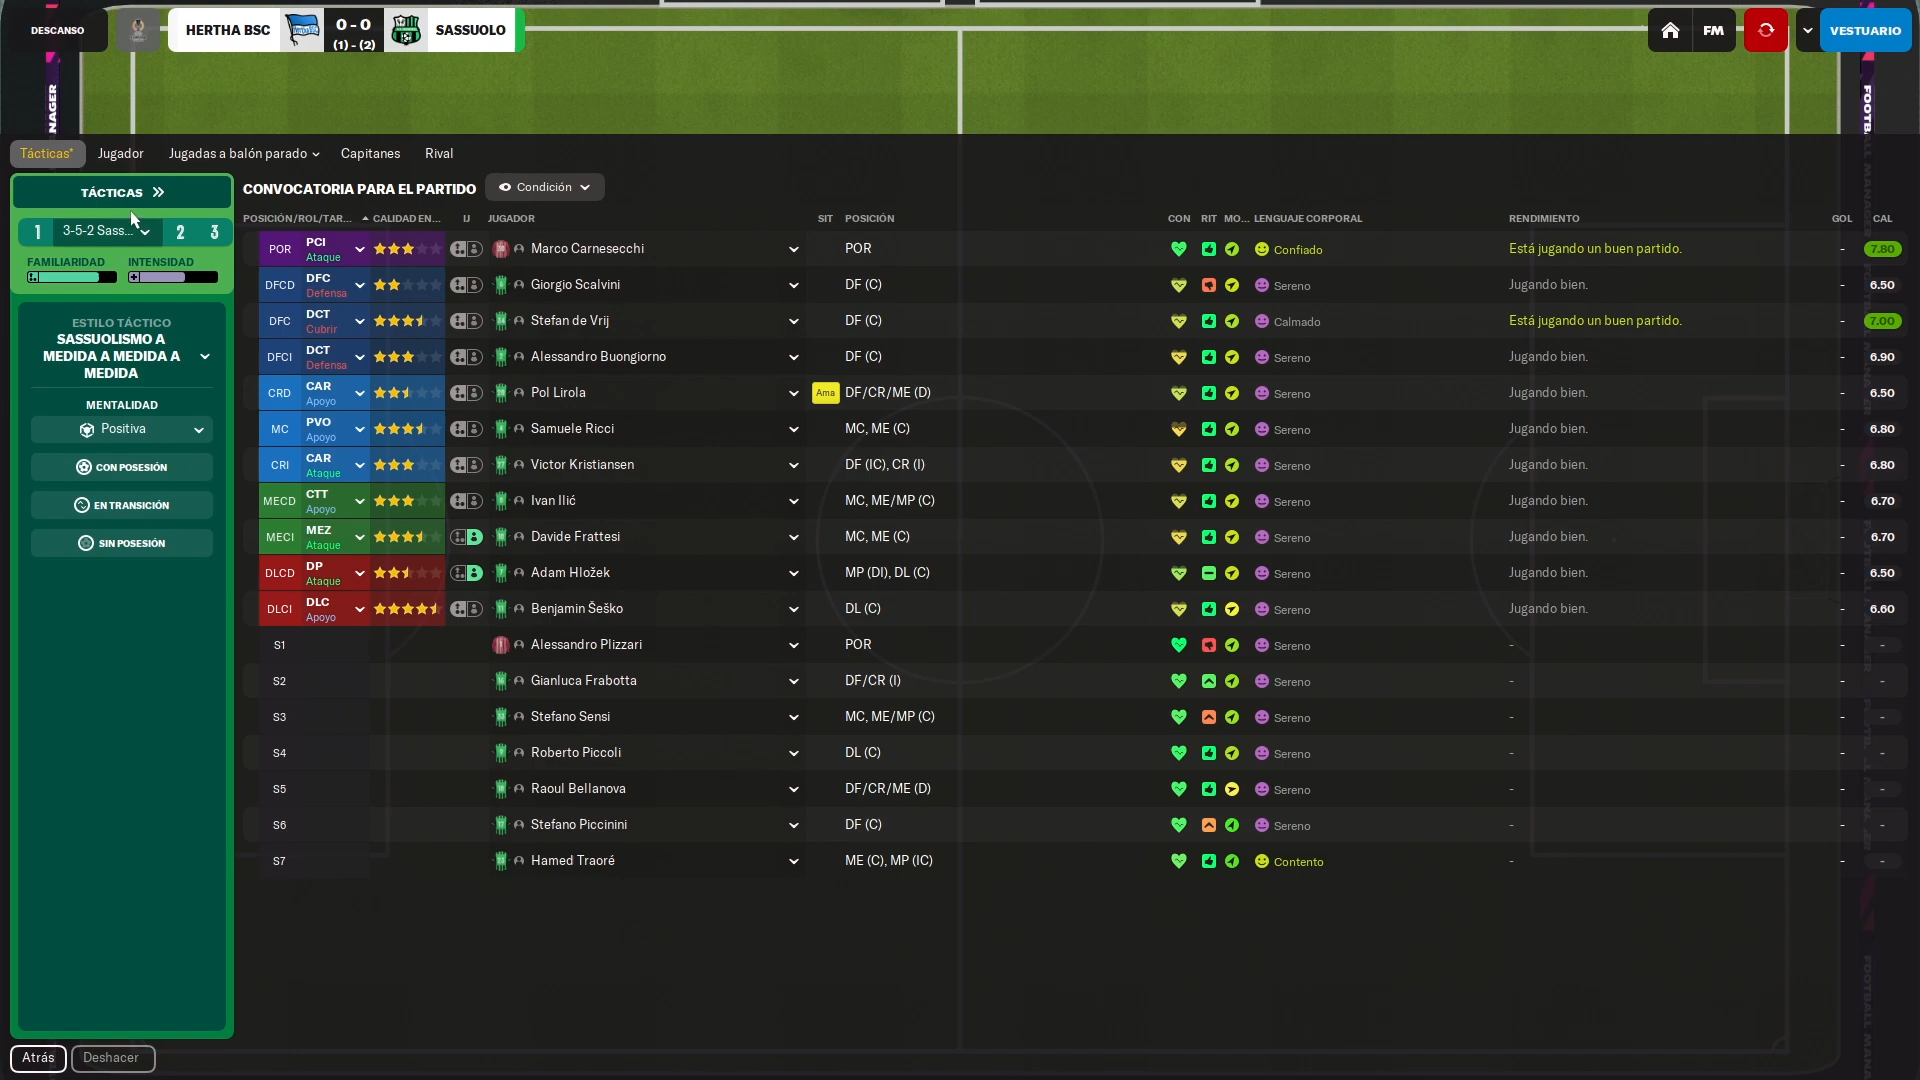 DESCANSO
HERTHA BSC
0 - 0
(1) - (2)
SASSUOLO
FM
VESTUARIO
Tácticas*
Jugador
Jugadas a balón parado
Capitanes
Rival
TÁCTICAS
1 3-5-2 Sass... 2 3
FAMILIARIDAD INTENSIDAD
ESTILO TÁCTICO
SASSUOLISMO A
MEDIDA A MEDIDA A
MEDIDA
MENTALIDAD
Positiva
CON POSESIÓN
EN TRANSICIÓN
SIN POSESIÓN
CONVOCATORIA PARA EL PARTIDO Condición
POSICIÓN/ROL/TAR... CALIDAD EN... IJ JUGADOR SIT POSICIÓN CON RIT MO... LENGUAJE CORPORAL RENDIMIENTO GOL CAL
POR PCI Ataque Marco Carnesecchi POR Confiado Está jugando un buen partido. - 7.80
DFCD DFC Defensa Giorgio Scalvini DF (C) Sereno Jugando bien. - 6.50
DFC DCT Cubrir Stefan de Vrij DF (C) Calmado Está jugando un buen partido. - 7.00
DFCI DCT Defensa Alessandro Buongiorno DF (C) Sereno Jugando bien. - 6.90
CRD CAR Apoyo Pol Lirola Ama DF/CR/ME (D) Sereno Jugando bien. - 6.50
MC PVO Apoyo Samuele Ricci MC, ME (C) Sereno Jugando bien. - 6.80
CRI CAR Ataque Victor Kristiansen DF (IC), CR (I) Sereno Jugando bien. - 6.80
MECD CTT Apoyo Ivan Ilić MC, ME/MP (C) Sereno Jugando bien. - 6.70
MECI MEZ Ataque Davide Frattesi MC, ME (C) Sereno Jugando bien. - 6.70
DLCD DP Ataque Adam Hložek MP (DI), DL (C) Sereno Jugando bien. - 6.50
DLCI DLC Apoyo Benjamin Šeško DL (C) Sereno Jugando bien. - 6.60
S1 Alessandro Plizzari POR Sereno - - -
S2 Gianluca Frabotta DF/CR (I) Sereno - - -
S3 Stefano Sensi MC, ME/MP (C) Sereno - - -
S4 Roberto Piccoli DL (C) Sereno - - -
S5 Raoul Bellanova DF/CR/ME (D) Sereno - - -
S6 Stefano Piccinini DF (C) Sereno - - -
S7 Hamed Traoré ME (C), MP (IC) Contento - - -
Atrás
Deshacer